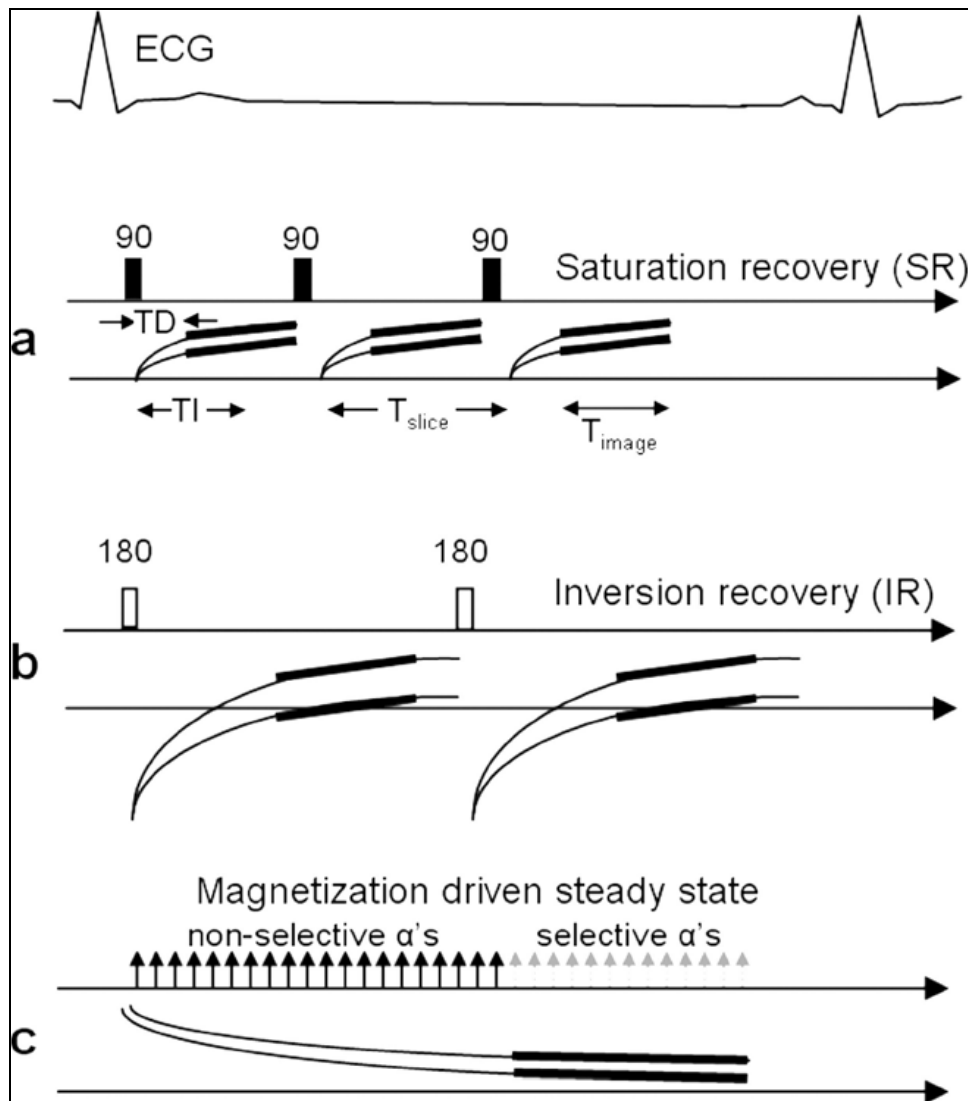 ECG
90 90 90
Saturation recovery (SR)
TD
a
TI
Tslice
Timage
180 180
Inversion recovery (IR)
b
Magnetization driven steady state
non-selective α's selective α's
c